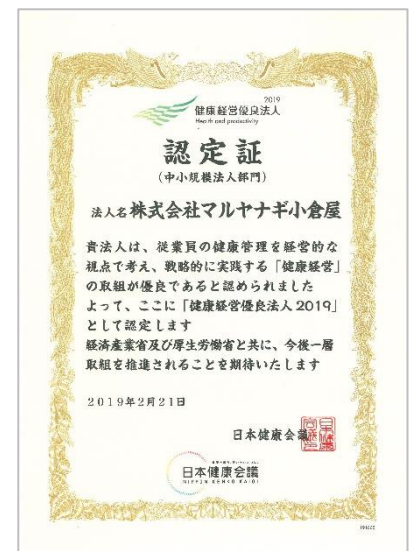 2019
健康経営優良法人
Health and productivity
認定証
(中小規模法人部門)
法人名 株式会社マルヤナギ小倉屋
貴法人は、従業員の健康管理を経営的な
視点で考え、戦略的に実践する「健康経営」
の取組が優良であると認められました
よって、ここに「健康経営優良法人2019」
として認定します
経済産業省及び厚生労働省と共に、今後一層
取組を推進されることを期待いたします
2019年2月21日
日本健康会議
日本健康会議
NIPPON KENKO KAIGI